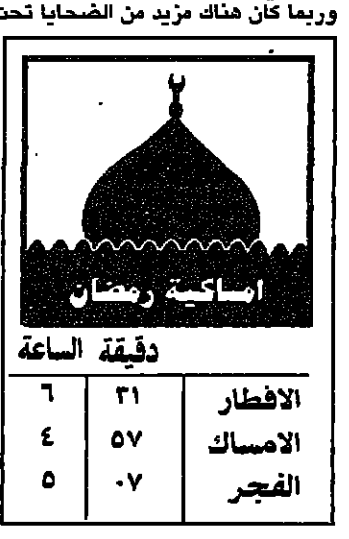 وربما كان هناك مزيد من الضحايا تحت
امساكية رمضان
دقيقة الساعة
الافطار ٣١ ٦
الامساك ٥٧ ٤
الفجر ٠٧ ٥